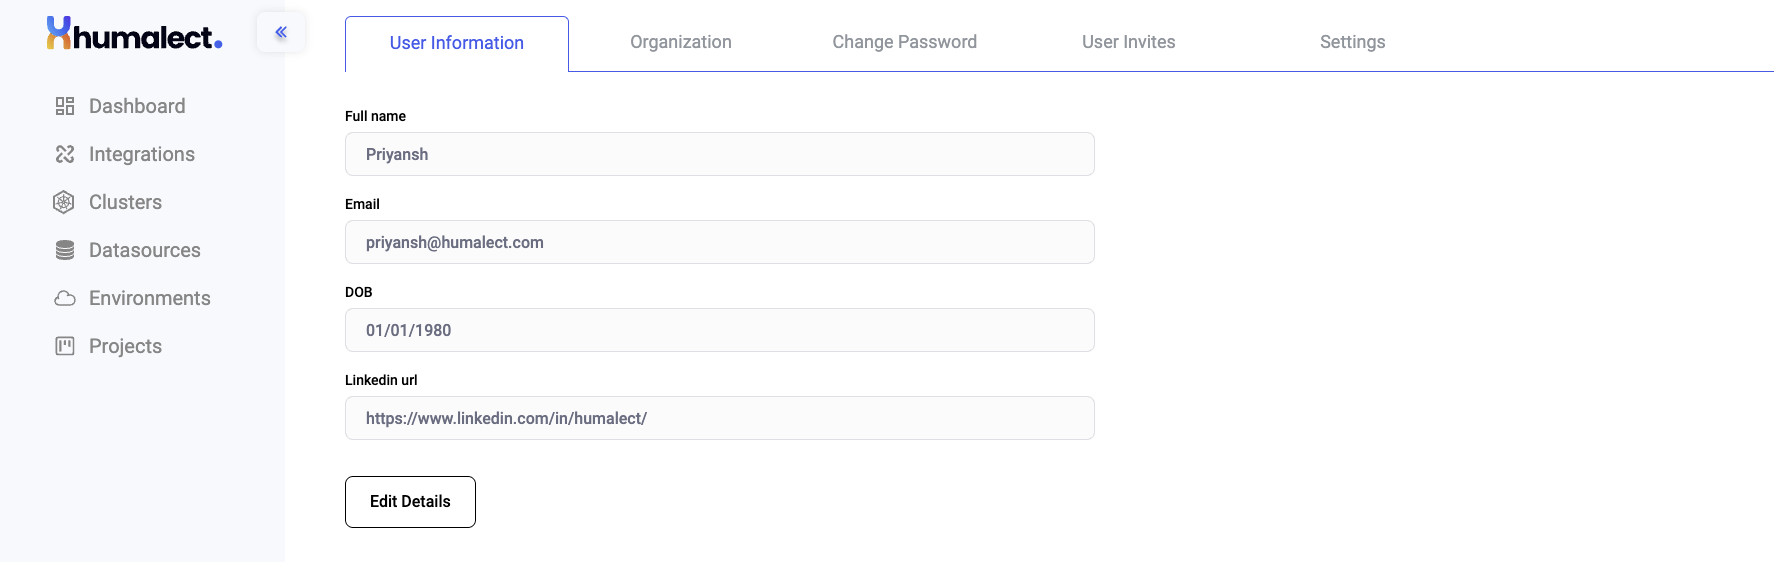 humalect.
Dashboard
Integrations
Clusters
Datasources
Environments
Projects
User Information
Organization
Change Password
User Invites
Settings
Full name
Priyansh
Email
priyansh@humalect.com
DOB
01/01/1980
Linkedin url
https://www.linkedin.com/in/humalect/
Edit Details